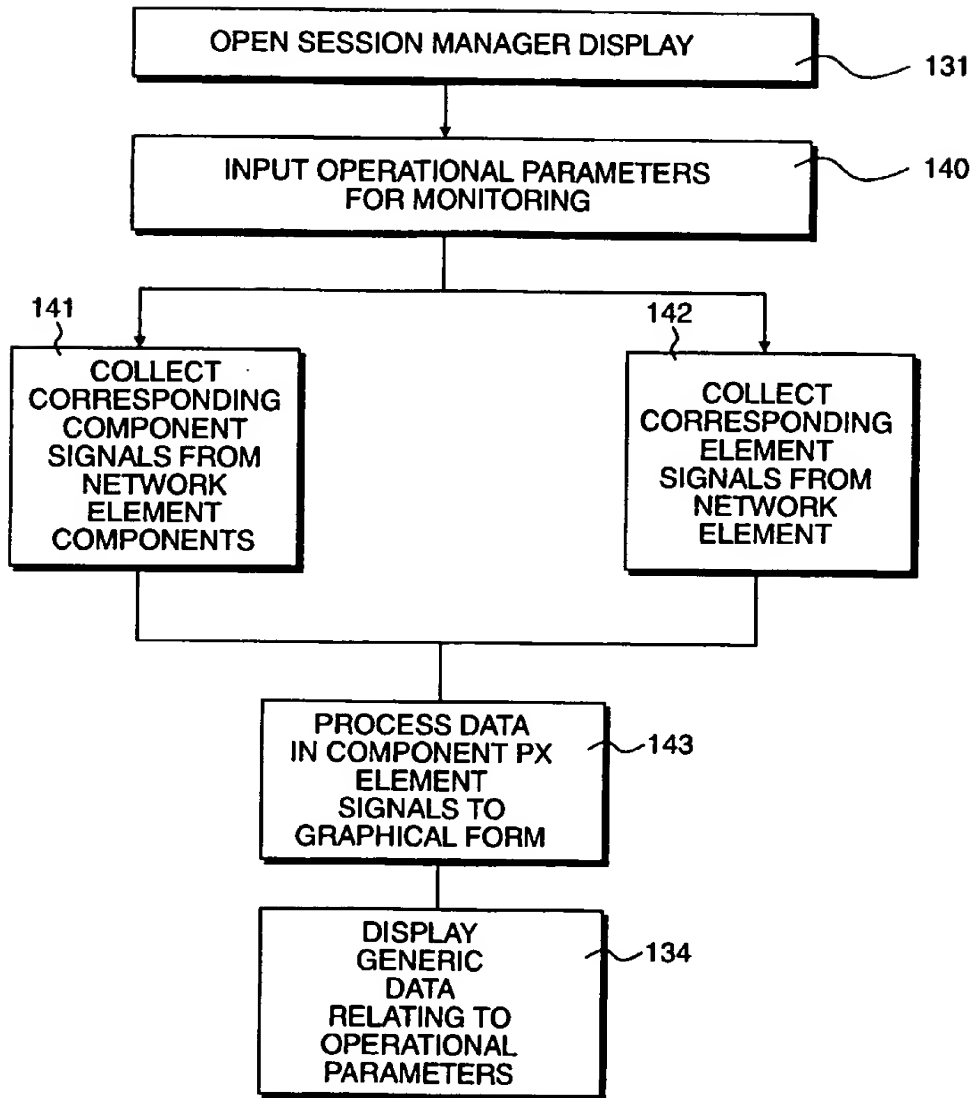 OPEN SESSION MANAGER DISPLAY
131
INPUT OPERATIONAL PARAMETERS
FOR MONITORING
140
141
COLLECT
CORRESPONDING
COMPONENT
SIGNALS FROM
NETWORK
ELEMENT
COMPONENTS
142
COLLECT
CORRESPONDING
ELEMENT
SIGNALS FROM
NETWORK
ELEMENT
PROCESS DATA
IN COMPONENT PX
ELEMENT
SIGNALS TO
GRAPHICAL FORM
143
DISPLAY
GENERIC
DATA
RELATING TO
OPERATIONAL
PARAMETERS
134